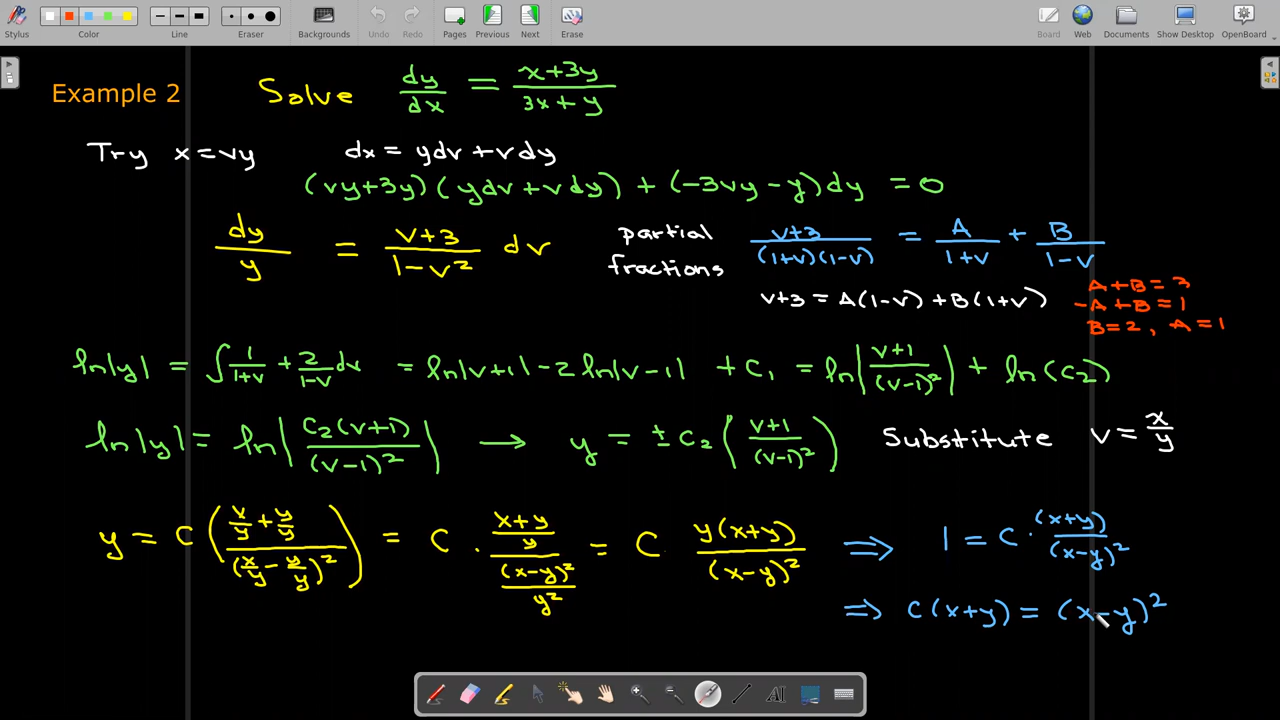 Stylus Color Line Eraser Backgrounds Undo Redo Pages Previous Next Erase Board Web Documents Show Desktop OpenBoard
Example 2 Solve dy/dx = (x+3y)/(3x+y)
Try x=vy dx = ydv + vdy
(vy+3y)(ydv+vdy) + (-3vy-y)dy = 0
dy/y = (v+3)/(1-v²) dv partial fractions (v+3)/((1+v)(1-v)) = A/(1+v) + B/(1-v)
v+3 = A(1-v) + B(1+v)
A+B=3
-A+B=1
B=2, A=1
ln|y| = ∫ 1/(1+v) + 2/(1-v) dv = ln|v+1| - 2 ln|v-1| + C₁ = ln|(v+1)/(v-1)²| + ln(C₂)
ln|y| = ln|C₂(v+1)/(v-1)²| → y = ± C₂ ((v+1)/(v-1)²) Substitute v = x/y
y = C ((x/y + y/y)/(x/y - y/y)²) = C · ((x+y)/y)/((x-y)²/y²) = C y(x+y)/(x-y)² ⇒ 1 = C · (x+y)/(x-y)²
⇒ C(x+y) = (x-y)²
AI